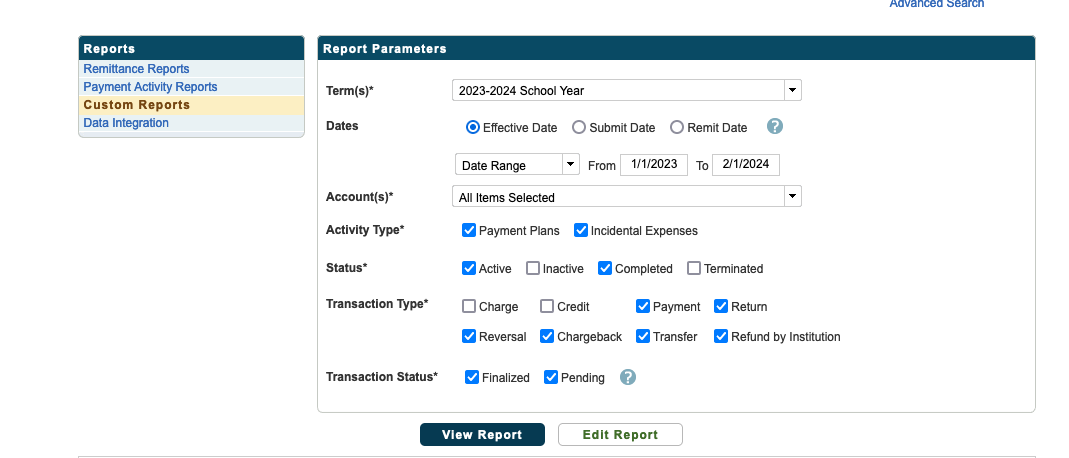 Advanced Search
Reports
Remittance Reports
Payment Activity Reports
Custom Reports
Data Integration
Report Parameters
Term(s)* 2023-2024 School Year
Dates Effective Date Submit Date Remit Date ?
Date Range From 1/1/2023 To 2/1/2024
Account(s)* All Items Selected
Activity Type* Payment Plans Incidental Expenses
Status* Active Inactive Completed Terminated
Transaction Type* Charge Credit Payment Return
Reversal Chargeback Transfer Refund by Institution
Transaction Status* Finalized Pending ?
View Report Edit Report